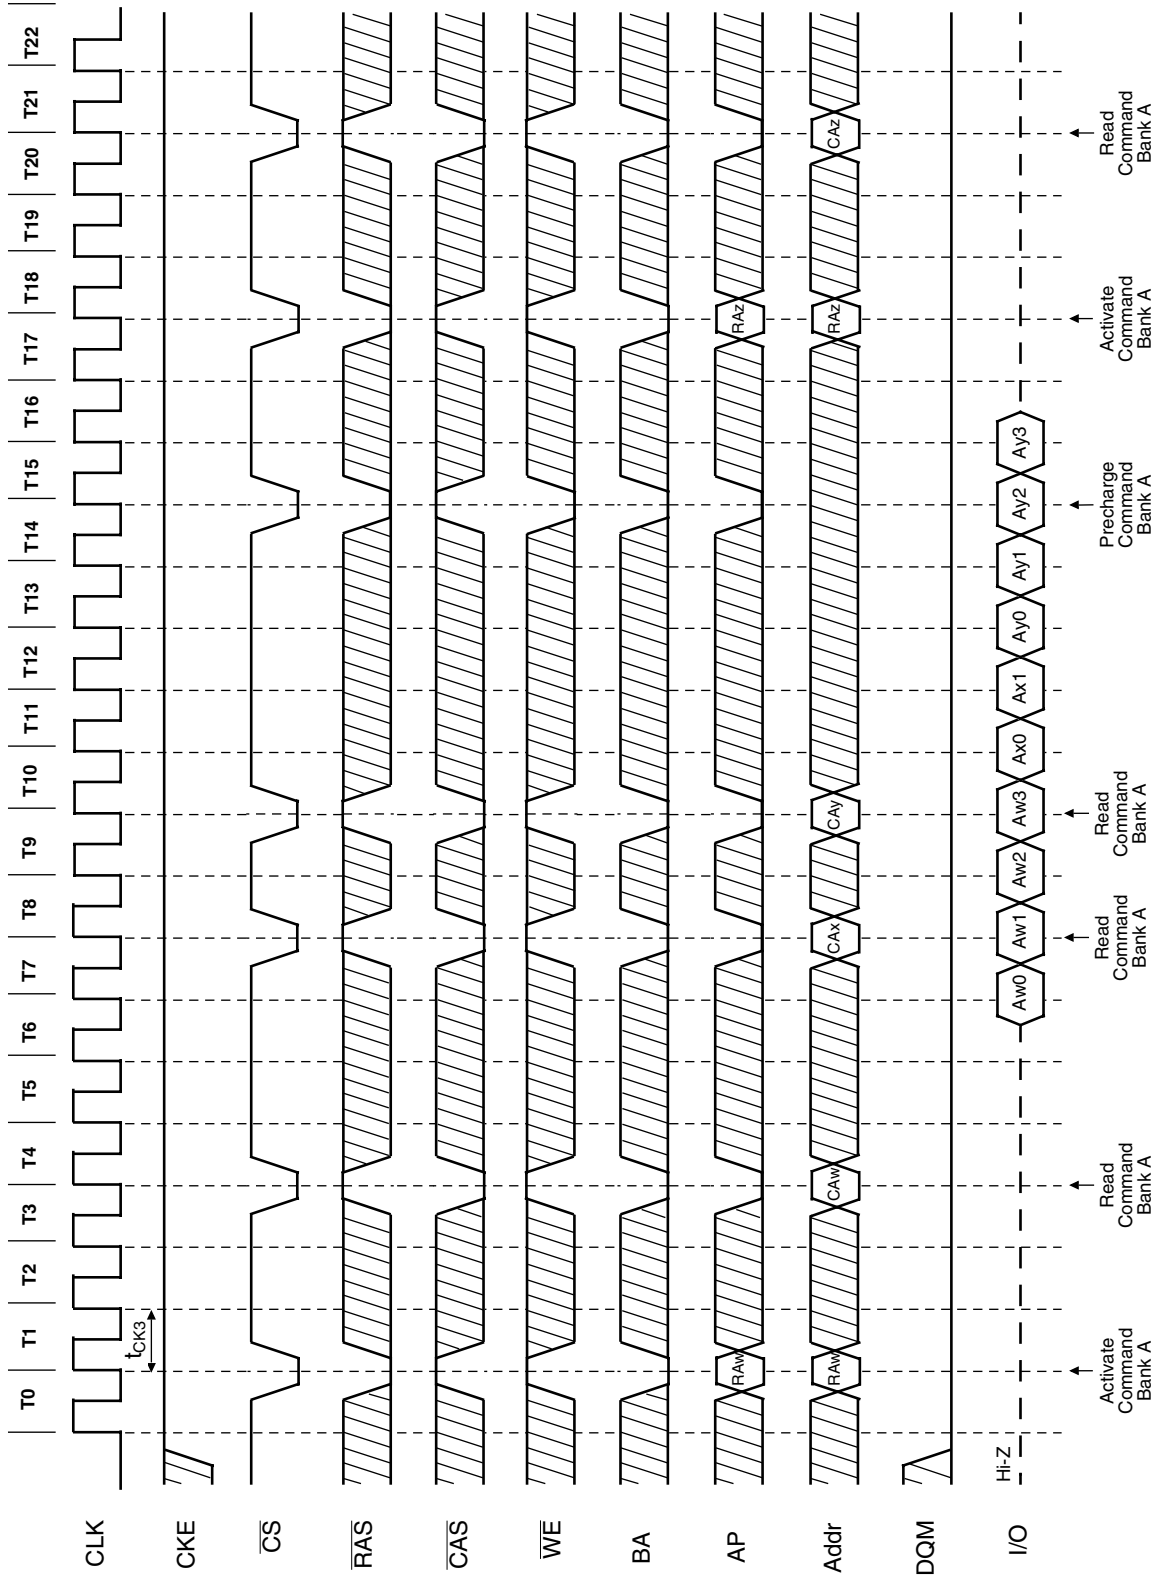 T0 T1 T2 T3 T4 T5 T6 T7 T8 T9 T10 T11 T12 T13 T14 T15 T16 T17 T18 T19 T20 T21 T22
CLK
tCK3
CKE
CS
RAS
CAS
WE
BA
AP
RAw
RAz
Addr
RAw
CAw
CAx
CAy
RAz
CAz
DQM
I/O
Hi-Z
Aw0 Aw1 Aw2 Aw3 Ax0 Ax1 Ay0 Ay1 Ay2 Ay3
Activate
Command
Bank A
Read
Command
Bank A
Read
Command
Bank A
Read
Command
Bank A
Precharge
Command
Bank A
Activate
Command
Bank A
Read
Command
Bank A